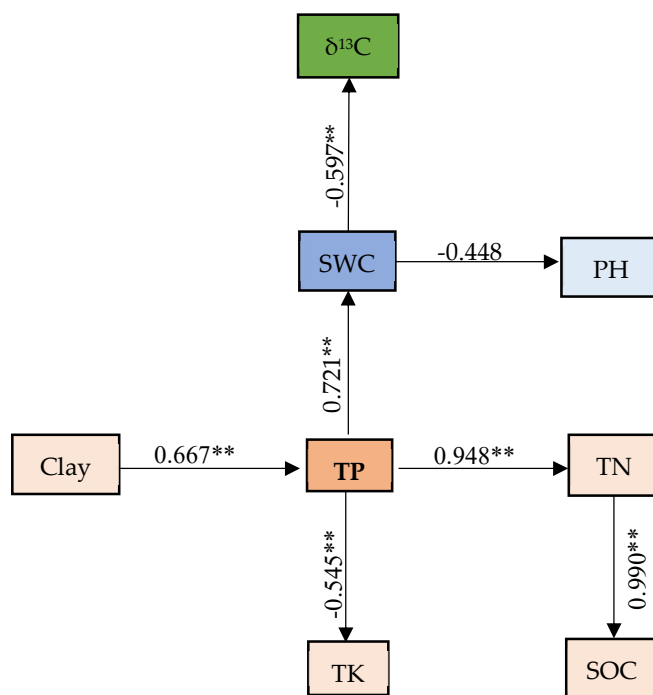 δ¹³C
-0.597**
SWC
-0.448
PH
0.721**
Clay
0.667**
TP
0.948**
TN
-0.545**
0.990**
TK
SOC